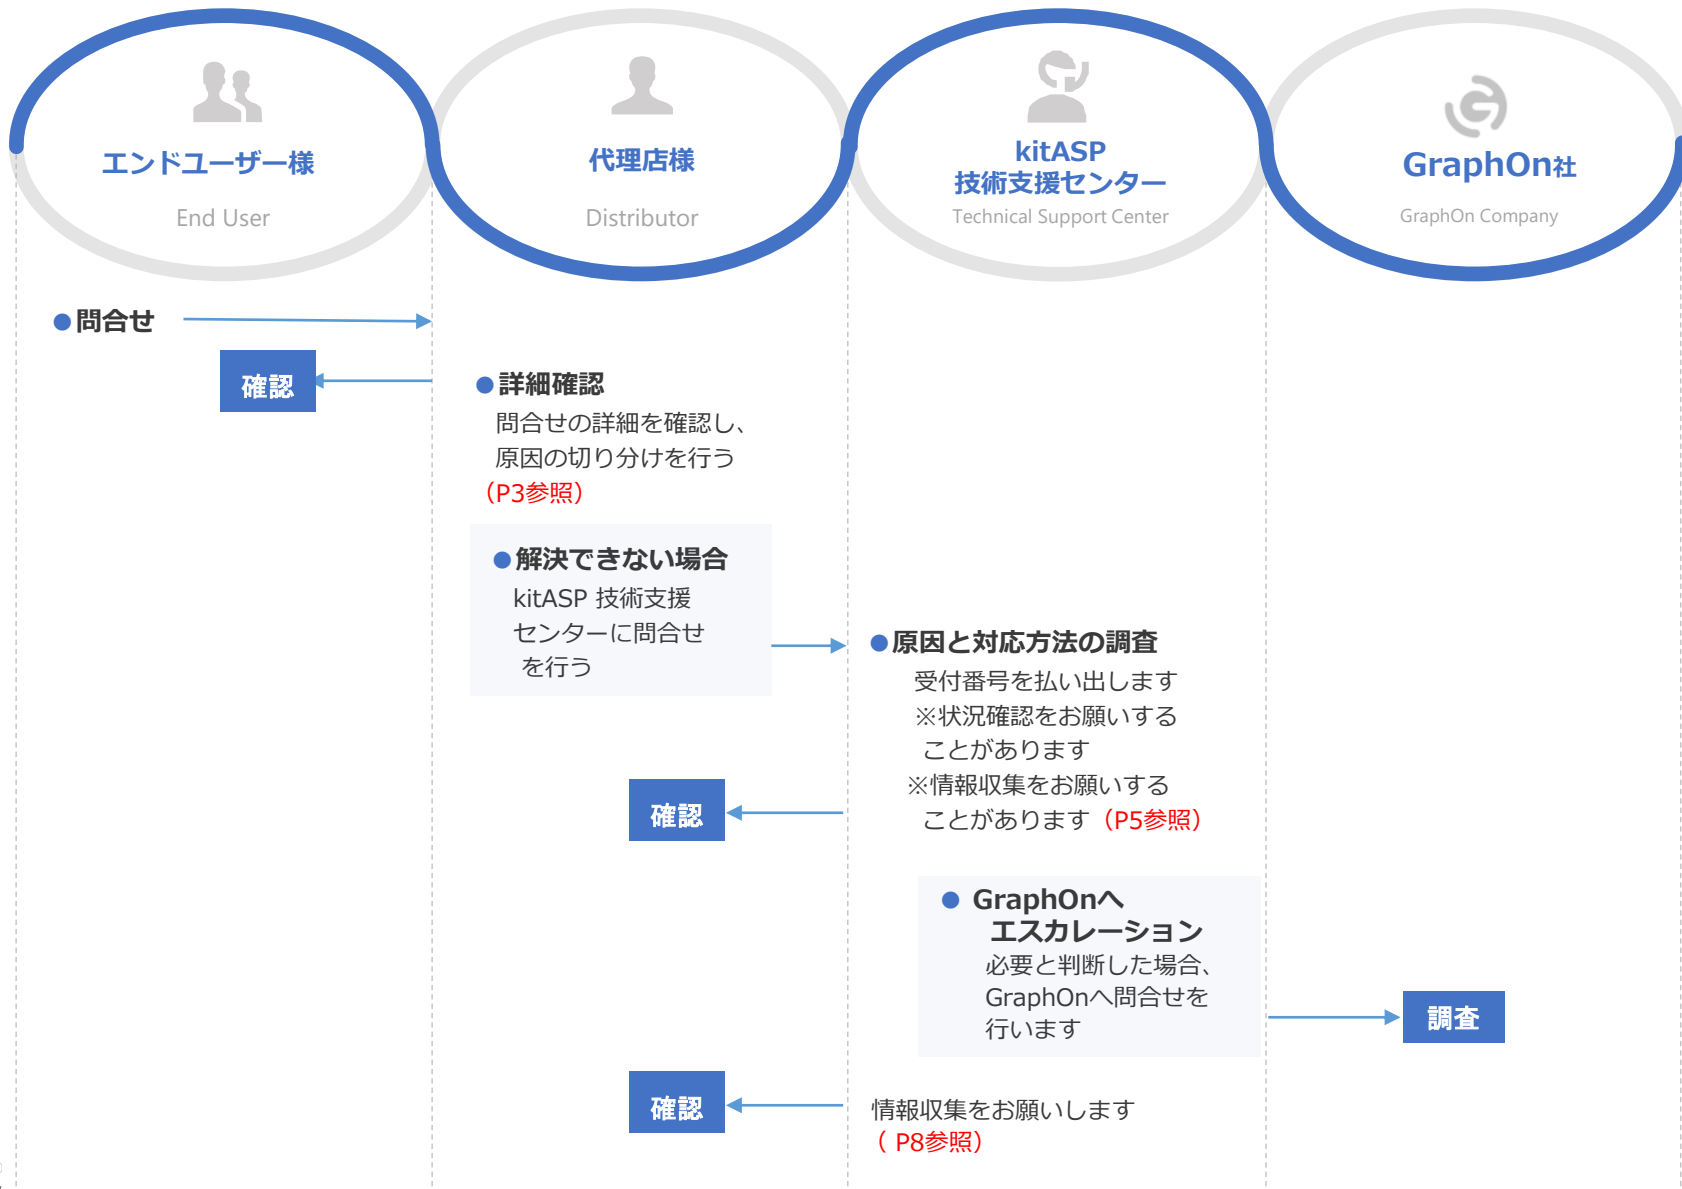 エンドユーザー様
End User
代理店様
Distributor
kitASP
技術支援センター
Technical Support Center
GraphOn社
GraphOn Company
●問合せ
確認
●詳細確認
問合せの詳細を確認し、
原因の切り分けを行う
（P3参照）
●解決できない場合
kitASP 技術支援
センターに問合せ
を行う
●原因と対応方法の調査
受付番号を払い出します
※状況確認をお願いする
ことがあります
※情報収集をお願いする
ことがあります（P5参照）
確認
● GraphOnへ
エスカレーション
必要と判断した場合、
GraphOnへ問合せを
行います
調査
確認
情報収集をお願いします
（ P8参照）